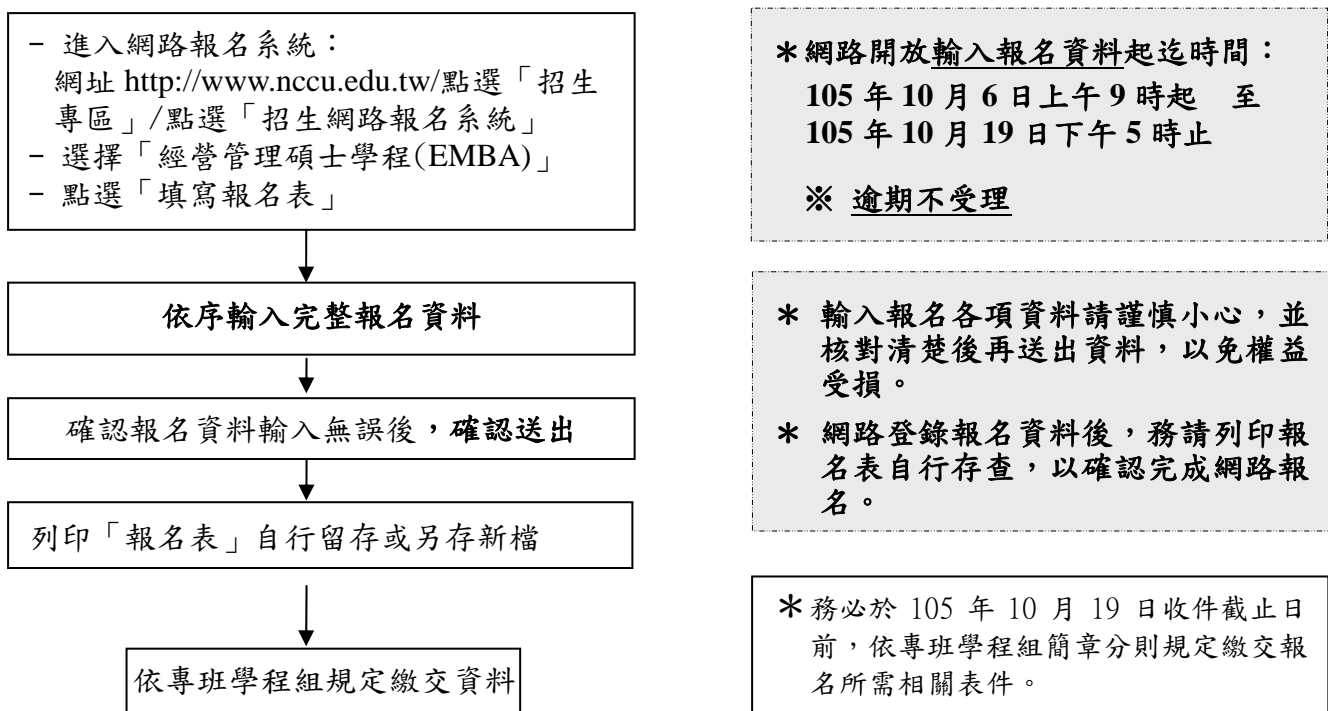 - 進入網路報名系統：
網址 http://www.nccu.edu.tw/點選「招生
專區」/點選「招生網路報名系統」
- 選擇「經營管理碩士學程(EMBA)」
- 點選「填寫報名表」
依序輸入完整報名資料
確認報名資料輸入無誤後，確認送出
列印「報名表」自行留存或另存新檔
依專班學程組規定繳交資料
＊網路開放輸入報名資料起迄時間：
105 年 10 月 6 日上午 9 時起　至
105 年 10 月 19 日下午 5 時止
※ 逾期不受理
＊ 輸入報名各項資料請謹慎小心，並
核對清楚後再送出資料，以免權益
受損。
＊ 網路登錄報名資料後，務請列印報
名表自行存查，以確認完成網路報
名。
＊務必於 105 年 10 月 19 日收件截止日
前，依專班學程組簡章分則規定繳交報
名所需相關表件。